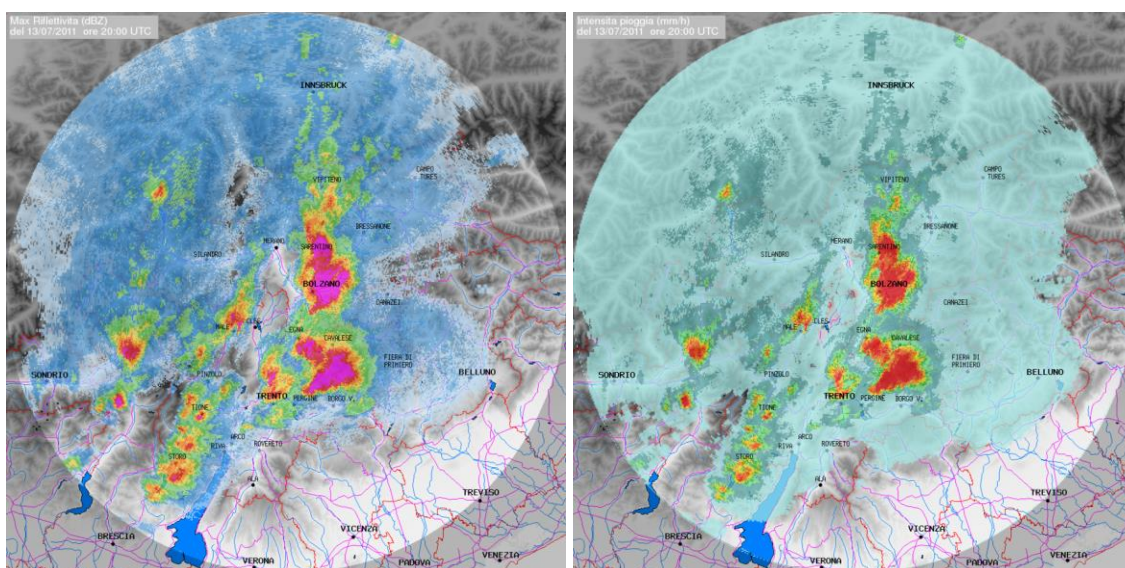 Max Riflettivita (dBZ)
del 13/07/2011 ore 20:00 UTC
INNSBRUCK
CAMPO
TURES
VIPITENO
BRESSANONE
MERANO
SARENTINO
SILANDRO
BOLZANO
CANAZEI
MALE
CLES
EGNA
CAVALESE
FIERA DI
PRIMIERO
SONDRIO
PINZOLO
BELLUNO
TRENTO
PERGINE
BORGO V.
TIONE
ARCO
RIVA
ROVERETO
STORO
ALA
TREVISO
BRESCIA
VICENZA
VERONA
PADOVA
VENEZIA
Intensita pioggia (mm/h)
del 13/07/2011 ore 20:00 UTC
INNSBRUCK
CAMPO
TURES
VIPITENO
BRESSANONE
MERANO
SARENTINO
SILANDRO
BOLZANO
CANAZEI
MALE
CLES
EGNA
CAVALESE
FIERA DI
PRIMIERO
SONDRIO
PINZOLO
BELLUNO
TRENTO
PERGINE
BORGO V.
TIONE
ARCO
RIVA
ROVERETO
STORO
ALA
TREVISO
BRESCIA
VICENZA
VERONA
PADOVA
VENEZIA